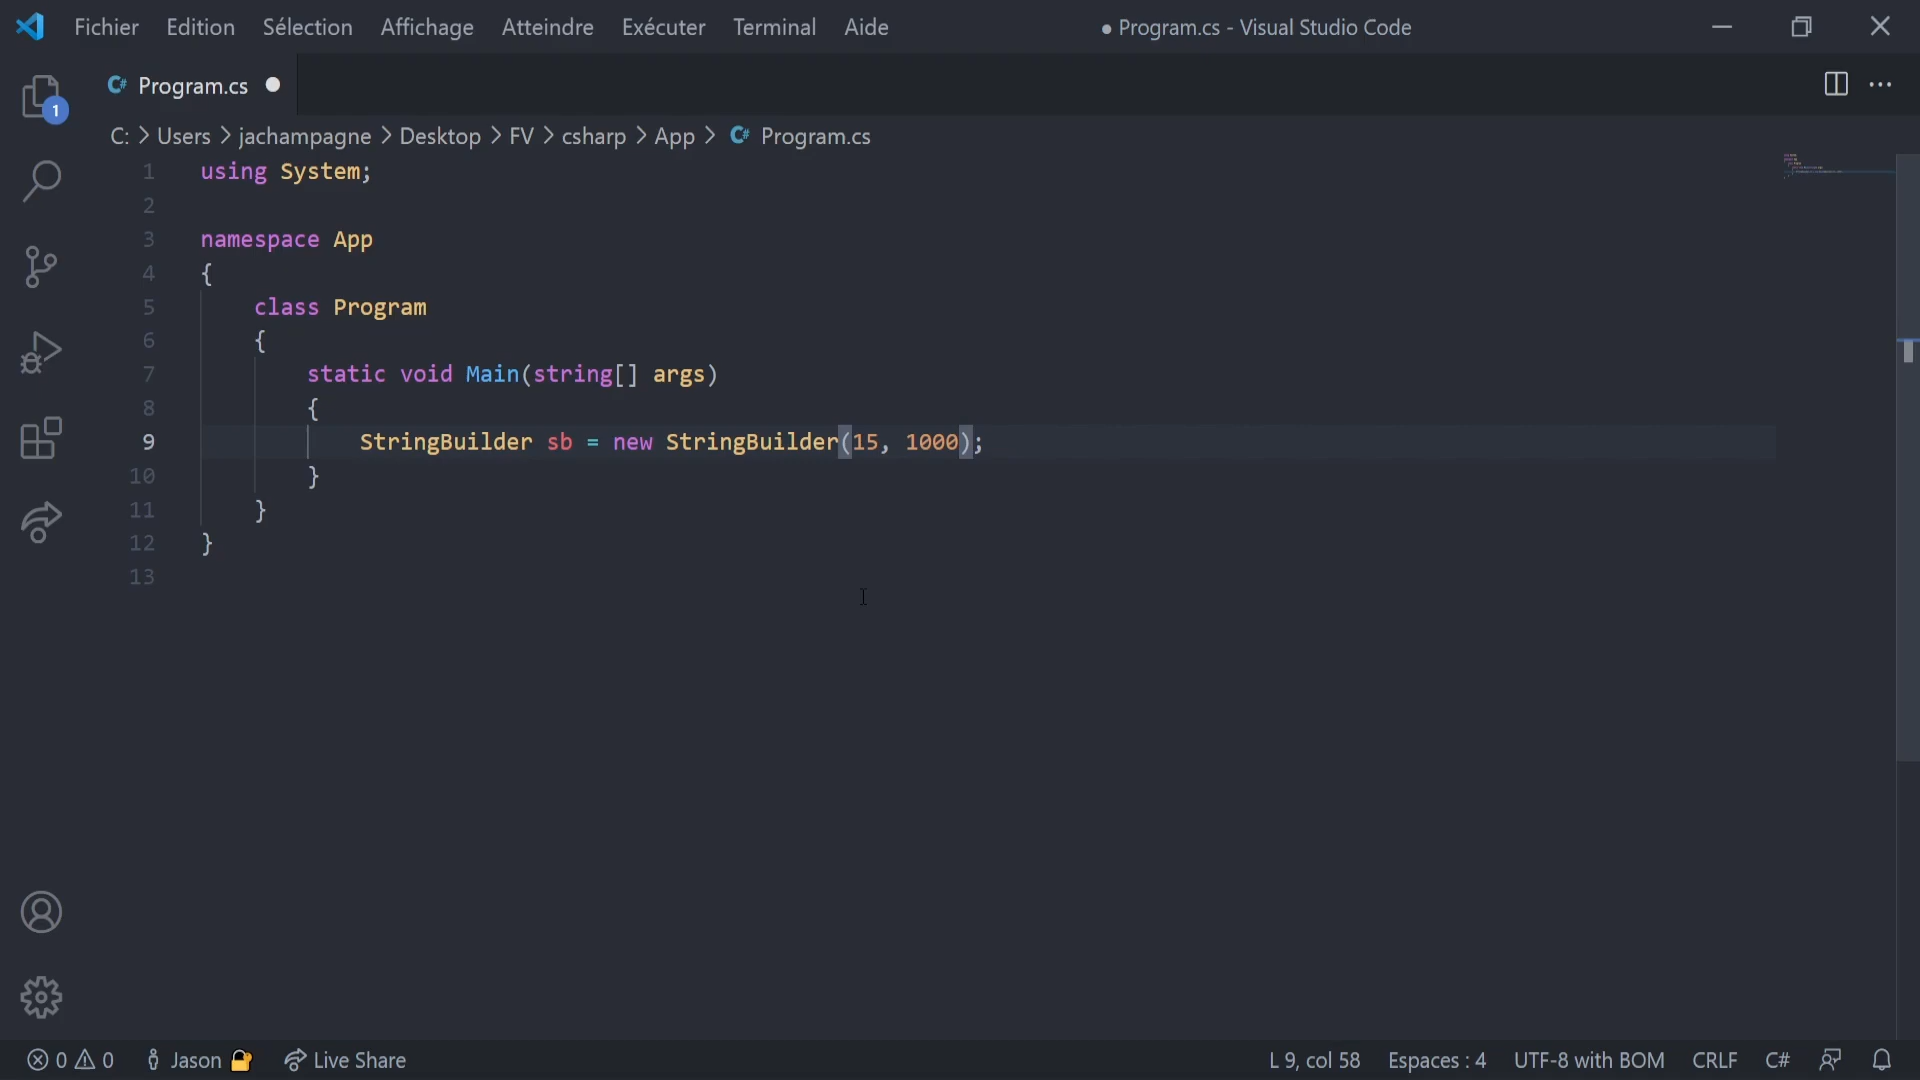 Fichier Edition Sélection Affichage Atteindre Exécuter Terminal Aide ● Program.cs - Visual Studio Code
C# Program.cs ●
1
C: > Users > jachampagne > Desktop > FV > csharp > App > C# Program.cs
1 using System;
2
3 namespace App
4 {
5 class Program
6 {
7 static void Main(string[] args)
8 {
9 StringBuilder sb = new StringBuilder(15, 1000);
10 }
11 }
12 }
13
0 0 Jason Live Share L 9, col 58 Espaces : 4 UTF-8 with BOM CRLF C#